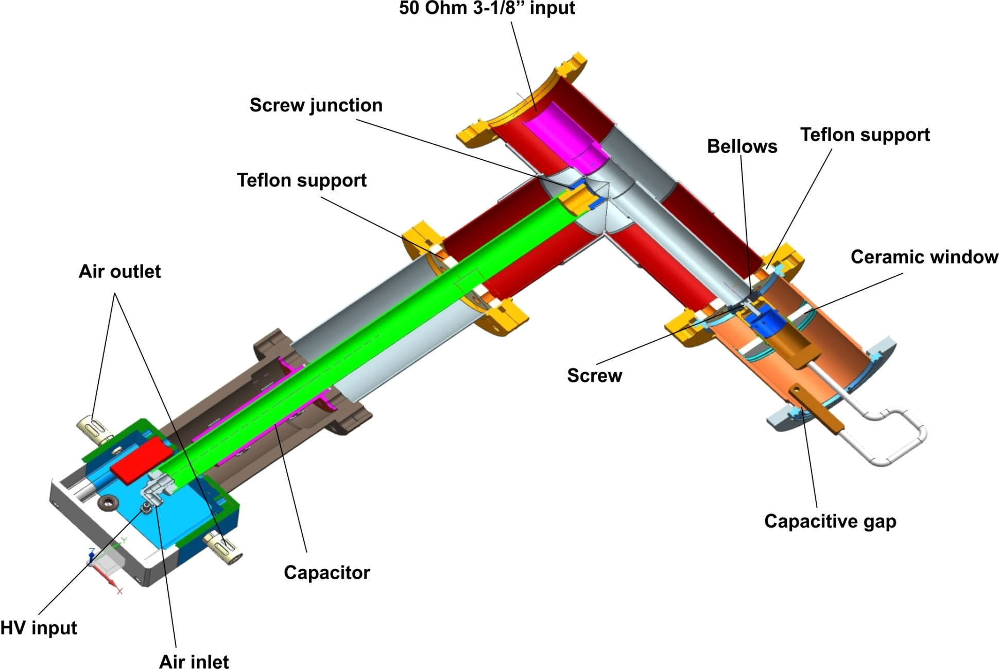 50 Ohm 3-1/8’’ input
Screw junction
Teflon support
Bellows
Teflon support
Ceramic window
Air outlet
Screw
Capacitive gap
Capacitor
HV input
Air inlet
Z
Y
X